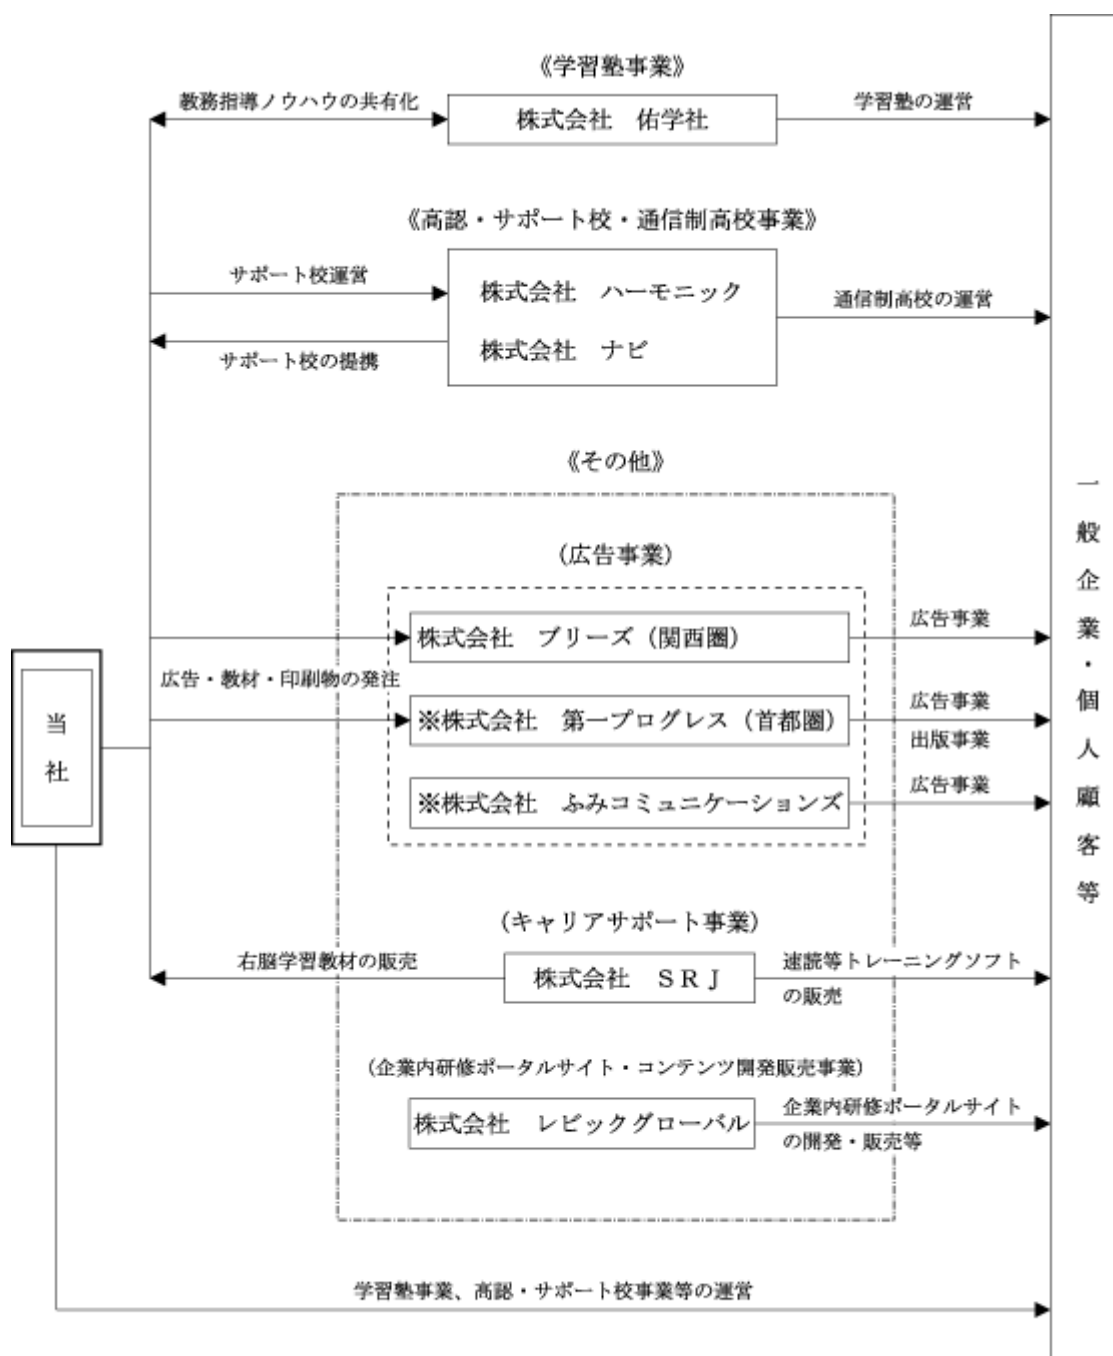 《学習塾事業》
教務指導ノウハウの共有化
株式会社　佑学社
学習塾の運営
《高認・サポート校・通信制高校事業》
サポート校運営
株式会社　ハーモニック
通信制高校の運営
株式会社　ナビ
サポート校の提携
《その他》
(広告事業)
株式会社　ブリーズ（関西圏）
広告事業
広告・教材・印刷物の発注
※株式会社　第一プログレス（首都圏）
広告事業
出版事業
※株式会社　ふみコミュニケーションズ
広告事業
当社
一般企業・個人顧客等
(キャリアサポート事業)
右脳学習教材の販売
株式会社　ＳＲＪ
速読等トレーニングソフト
の販売
(企業内研修ポータルサイト・コンテンツ開発販売事業)
株式会社　レビックグローバル
企業内研修ポータルサイト
の開発・販売等
学習塾事業、高認・サポート校事業等の運営